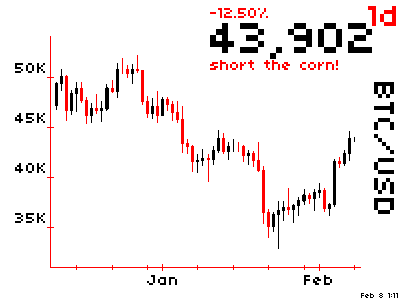 -12.50%
1d
43,902
short the corn!
50K
45K
40K
35K
BTC/USD
Jan
Feb
Feb 8 1:11